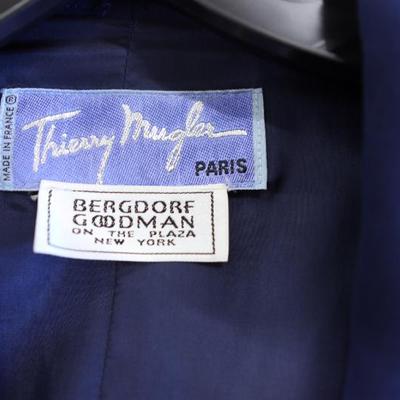 MADE IN FRANCE ®
Thierry Mugler
PARIS
BERGDORF
GOODMAN
ON THE PLAZA
NEW YORK